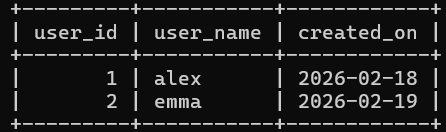 +---------+-----------+------------+
| user_id | user_name | created_on |
+---------+-----------+------------+
|       1 | alex      | 2026-02-18 |
|       2 | emma      | 2026-02-19 |
+---------+-----------+------------+